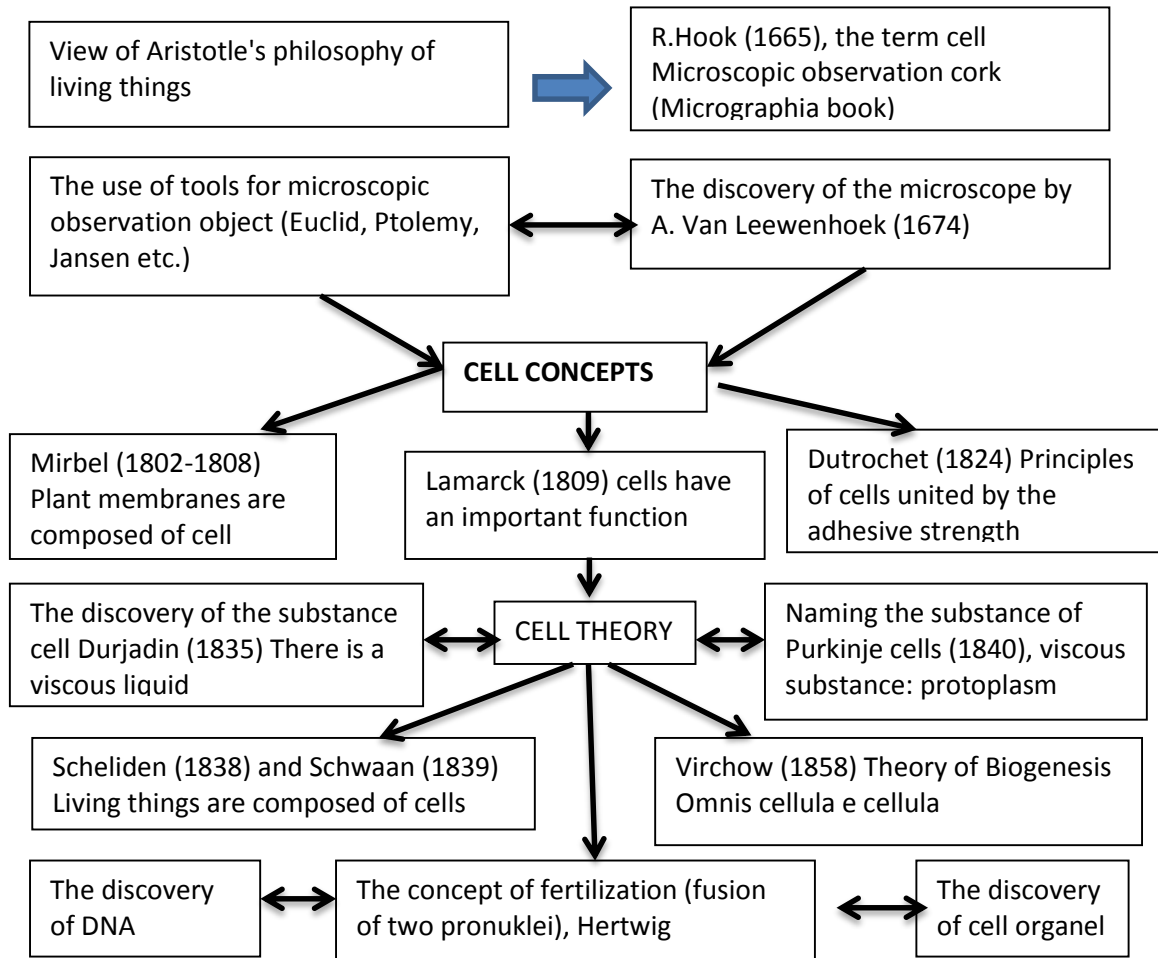 View of Aristotle's philosophy of
living things
R.Hook (1665), the term cell
Microscopic observation cork
(Micrographia book)
The use of tools for microscopic
observation object (Euclid, Ptolemy,
Jansen etc.)
The discovery of the microscope by
A. Van Leewenhoek (1674)
CELL CONCEPTS
Mirbel (1802-1808)
Plant membranes are
composed of cell
Lamarck (1809) cells have
an important function
Dutrochet (1824) Principles
of cells united by the
adhesive strength
The discovery of the substance
cell Durjadin (1835) There is a
viscous liquid
CELL THEORY
Naming the substance of
Purkinje cells (1840), viscous
substance: protoplasm
Scheliden (1838) and Schwaan (1839)
Living things are composed of cells
Virchow (1858) Theory of Biogenesis
Omnis cellula e cellula
The discovery
of DNA
The concept of fertilization (fusion
of two pronuklei), Hertwig
The discovery
of cell organel